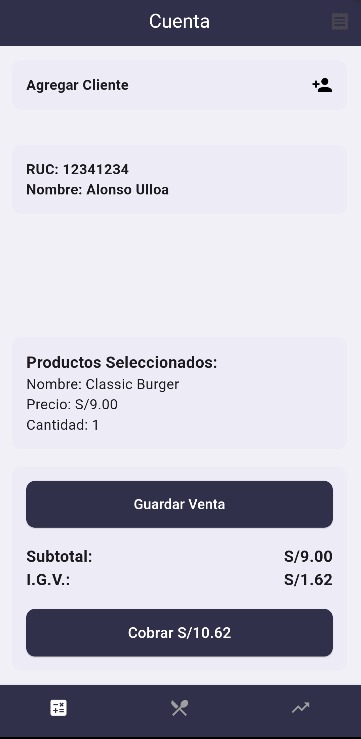 Cuenta
Agregar Cliente
RUC: 12341234
Nombre: Alonso Ulloa
Productos Seleccionados:
Nombre: Classic Burger
Precio: S/9.00
Cantidad: 1
Guardar Venta
Subtotal: S/9.00
I.G.V.: S/1.62
Cobrar S/10.62